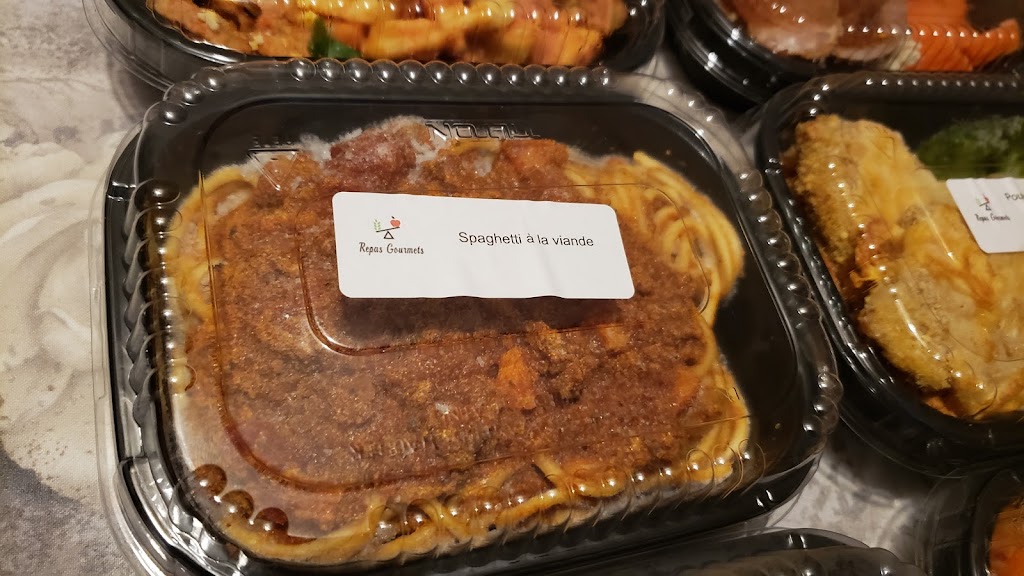 Repas Gourmets
Spaghetti à la viande
Repas Gourmets